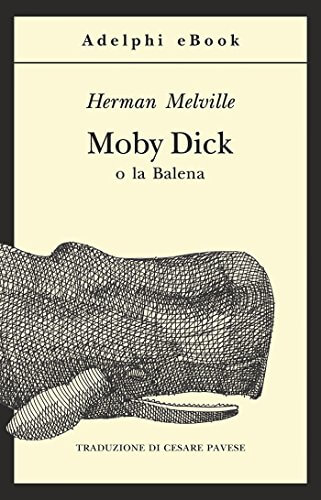 Adelphi eBook
Herman Melville
Moby Dick
o la Balena
TRADUZIONE DI CESARE PAVESE